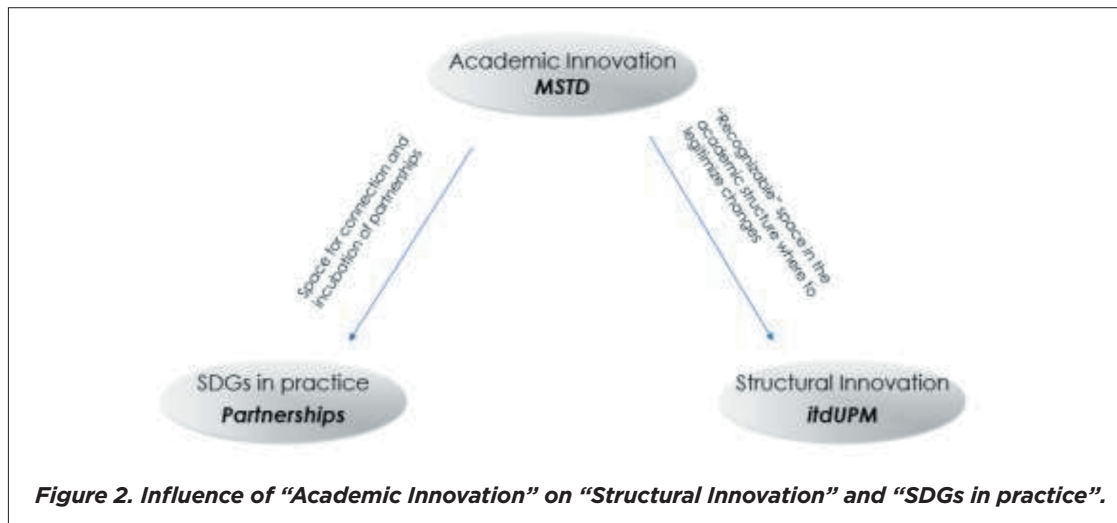 Academic Innovation
MSTD
Space for connection and
incubation of partnerships
"Recognizable" space in the
academic structure where to
legitimize changes
SDGs in practice
Partnerships
Structural Innovation
itdUPM
Figure 2. Influence of “Academic Innovation” on “Structural Innovation” and “SDGs in practice”.